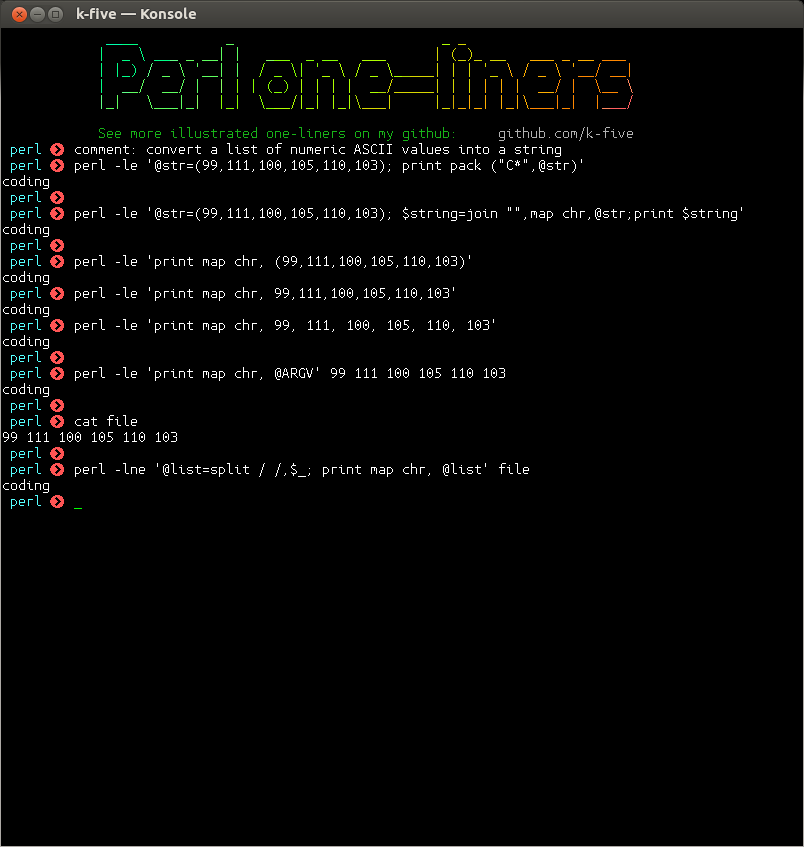 k-five — Konsole
Perl one-liners
See more illustrated one-liners on my github: github.com/k-five
perl comment: convert a list of numeric ASCII values into a string
perl perl -le '@str=(99,111,100,105,110,103); print pack ("C*",@str)'
coding
perl
perl perl -le '@str=(99,111,100,105,110,103); $string=join "",map chr,@str;print $string'
coding
perl
perl perl -le 'print map chr, (99,111,100,105,110,103)'
coding
perl perl -le 'print map chr, 99,111,100,105,110,103'
coding
perl perl -le 'print map chr, 99, 111, 100, 105, 110, 103'
coding
perl
perl perl -le 'print map chr, @ARGV' 99 111 100 105 110 103
coding
perl
perl cat file
99 111 100 105 110 103
perl
perl perl -lne '@list=split / /,$_; print map chr, @list' file
coding
perl _